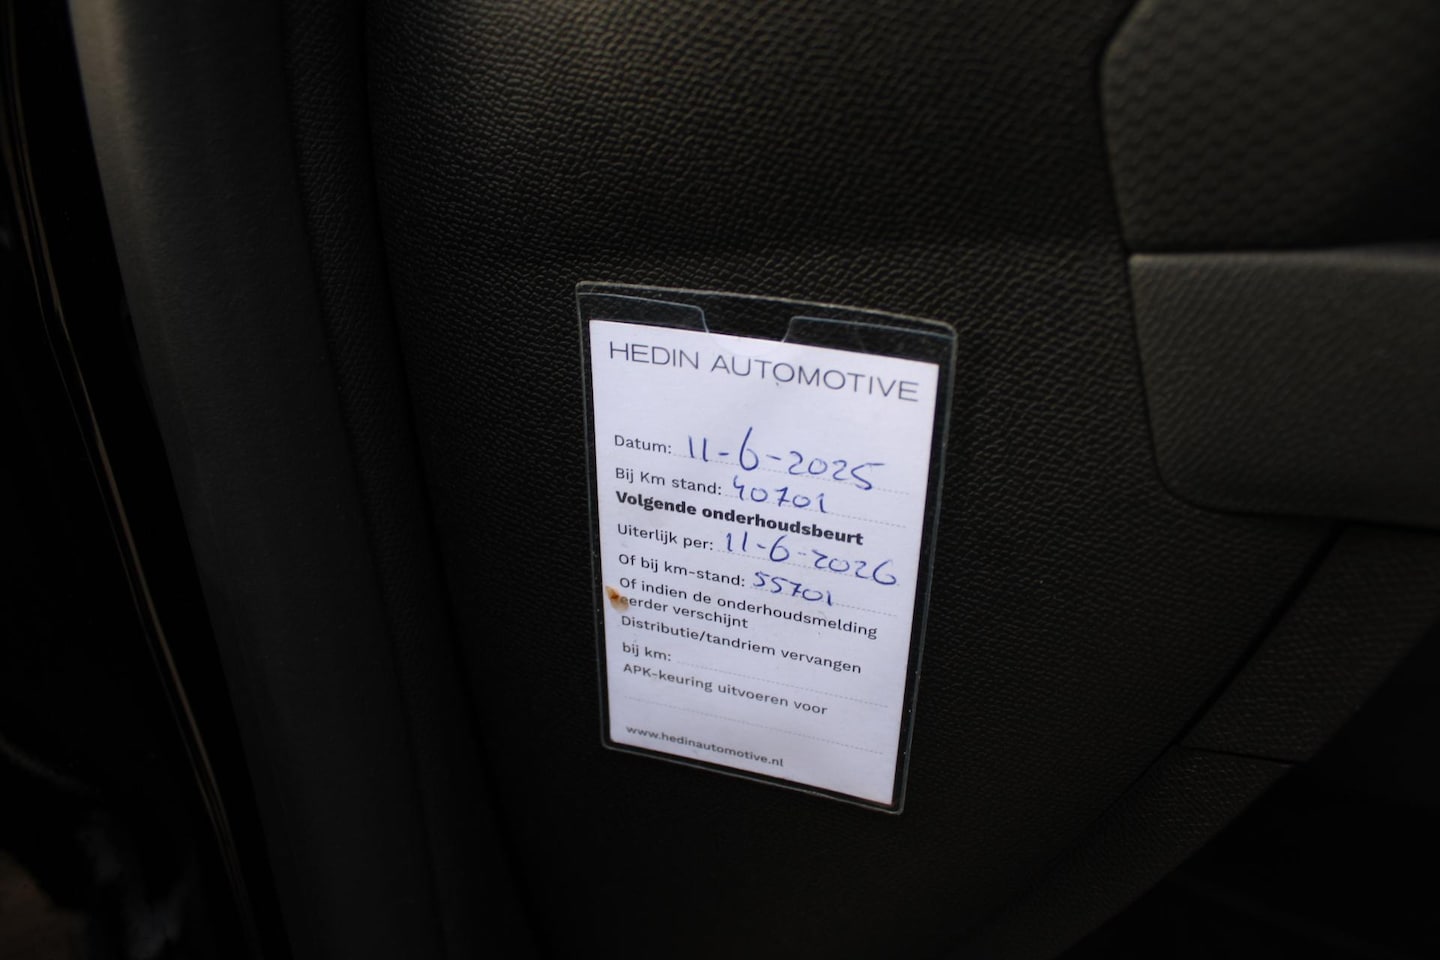 HEDIN AUTOMOTIVE
Datum: 11-6-2025
Bij Km stand: 40701
Volgende onderhoudsbeurt
Uiterlijk per: 11-6-2026
Of bij km-stand: 55701
Of indien de onderhoudsmelding
eerder verschijnt
Distributie/tandriem vervangen
bij km:
APK-keuring uitvoeren voor
www.hedinautomotive.nl